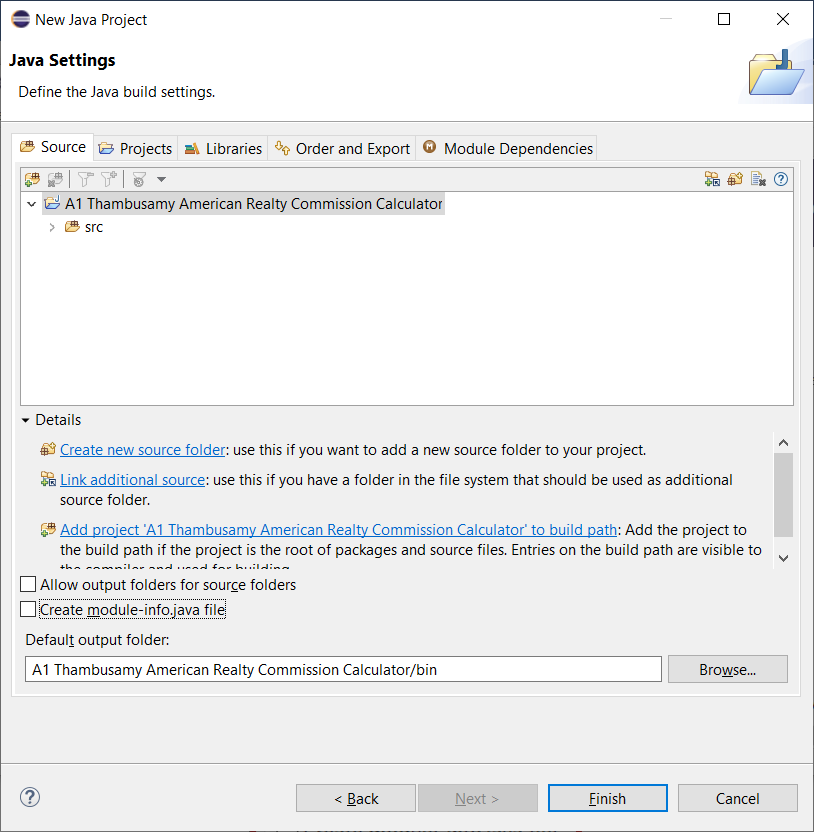 New Java Project
Java Settings
Define the Java build settings.
Source Projects Libraries Order and Export Module Dependencies
A1 Thambusamy American Realty Commission Calculator
src
Details
Create new source folder: use this if you want to add a new source folder to your project.
Link additional source: use this if you have a folder in the file system that should be used as additional
source folder.
Add project 'A1 Thambusamy American Realty Commission Calculator' to build path: Add the project to
the build path if the project is the root of packages and source files. Entries on the build path are visible to
the compiler and used for building.
Allow output folders for source folders
Create module-info.java file
Default output folder:
A1 Thambusamy American Realty Commission Calculator/bin
Browse...
< Back Next > Finish Cancel